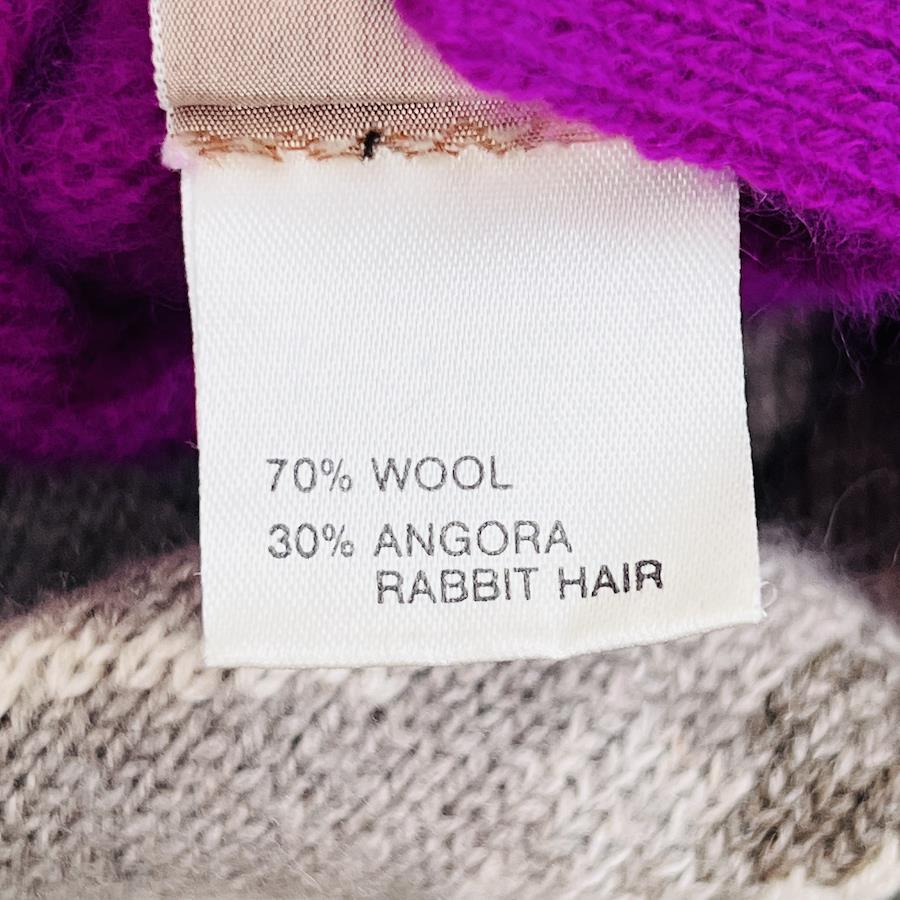 70% WOOL
30% ANGORA
RABBIT HAIR